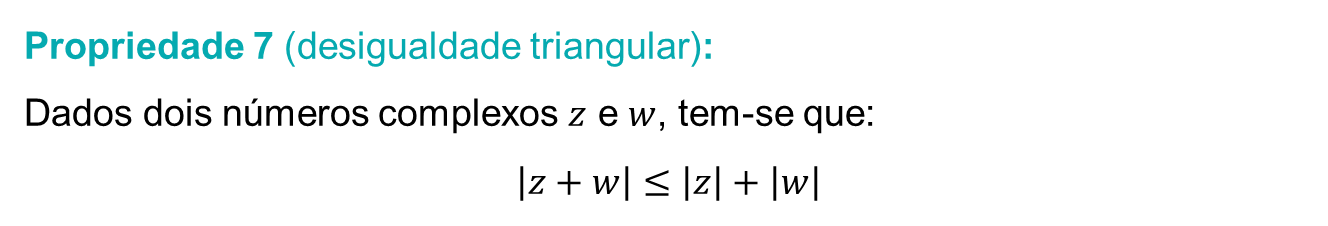 Propriedade 7 (desigualdade triangular):
Dados dois números complexos z e w, tem-se que:
|z + w| ≤ |z| + |w|